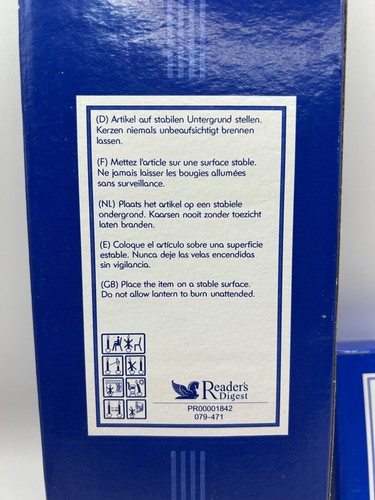 (D) Artikel auf stabilen Untergrund stellen.
Kerzen niemals unbeaufsichtigt brennen
lassen.
(F) Mettez l'article sur une surface stable.
Ne jamais laisser les bougies allumées
sans surveillance.
(NL) Plaats het artikel op een stabiele
ondergrond. Kaarsen nooit zonder toezicht
laten branden.
(E) Coloque el artículo sobre una superficie
estable. Nunca deje las velas encendidas
sin vigilancia.
(GB) Place the item on a stable surface.
Do not allow lantern to burn unattended.
Reader's
Digest
PR00001842
079-471